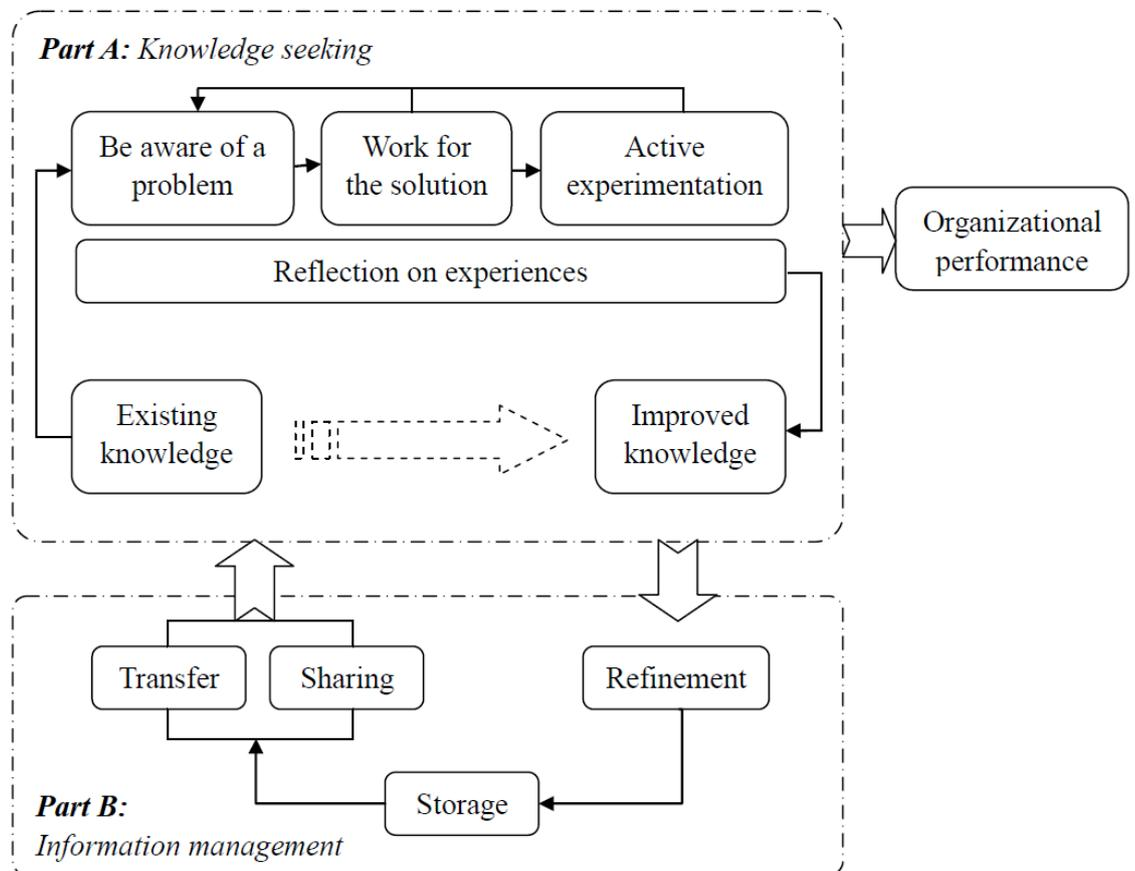 Part A: Knowledge seeking
Be aware of a
problem
Work for
the solution
Active
experimentation
Organizational
performance
Reflection on experiences
Existing
knowledge
Improved
knowledge
Transfer
Sharing
Refinement
Storage
Part B:
Information management